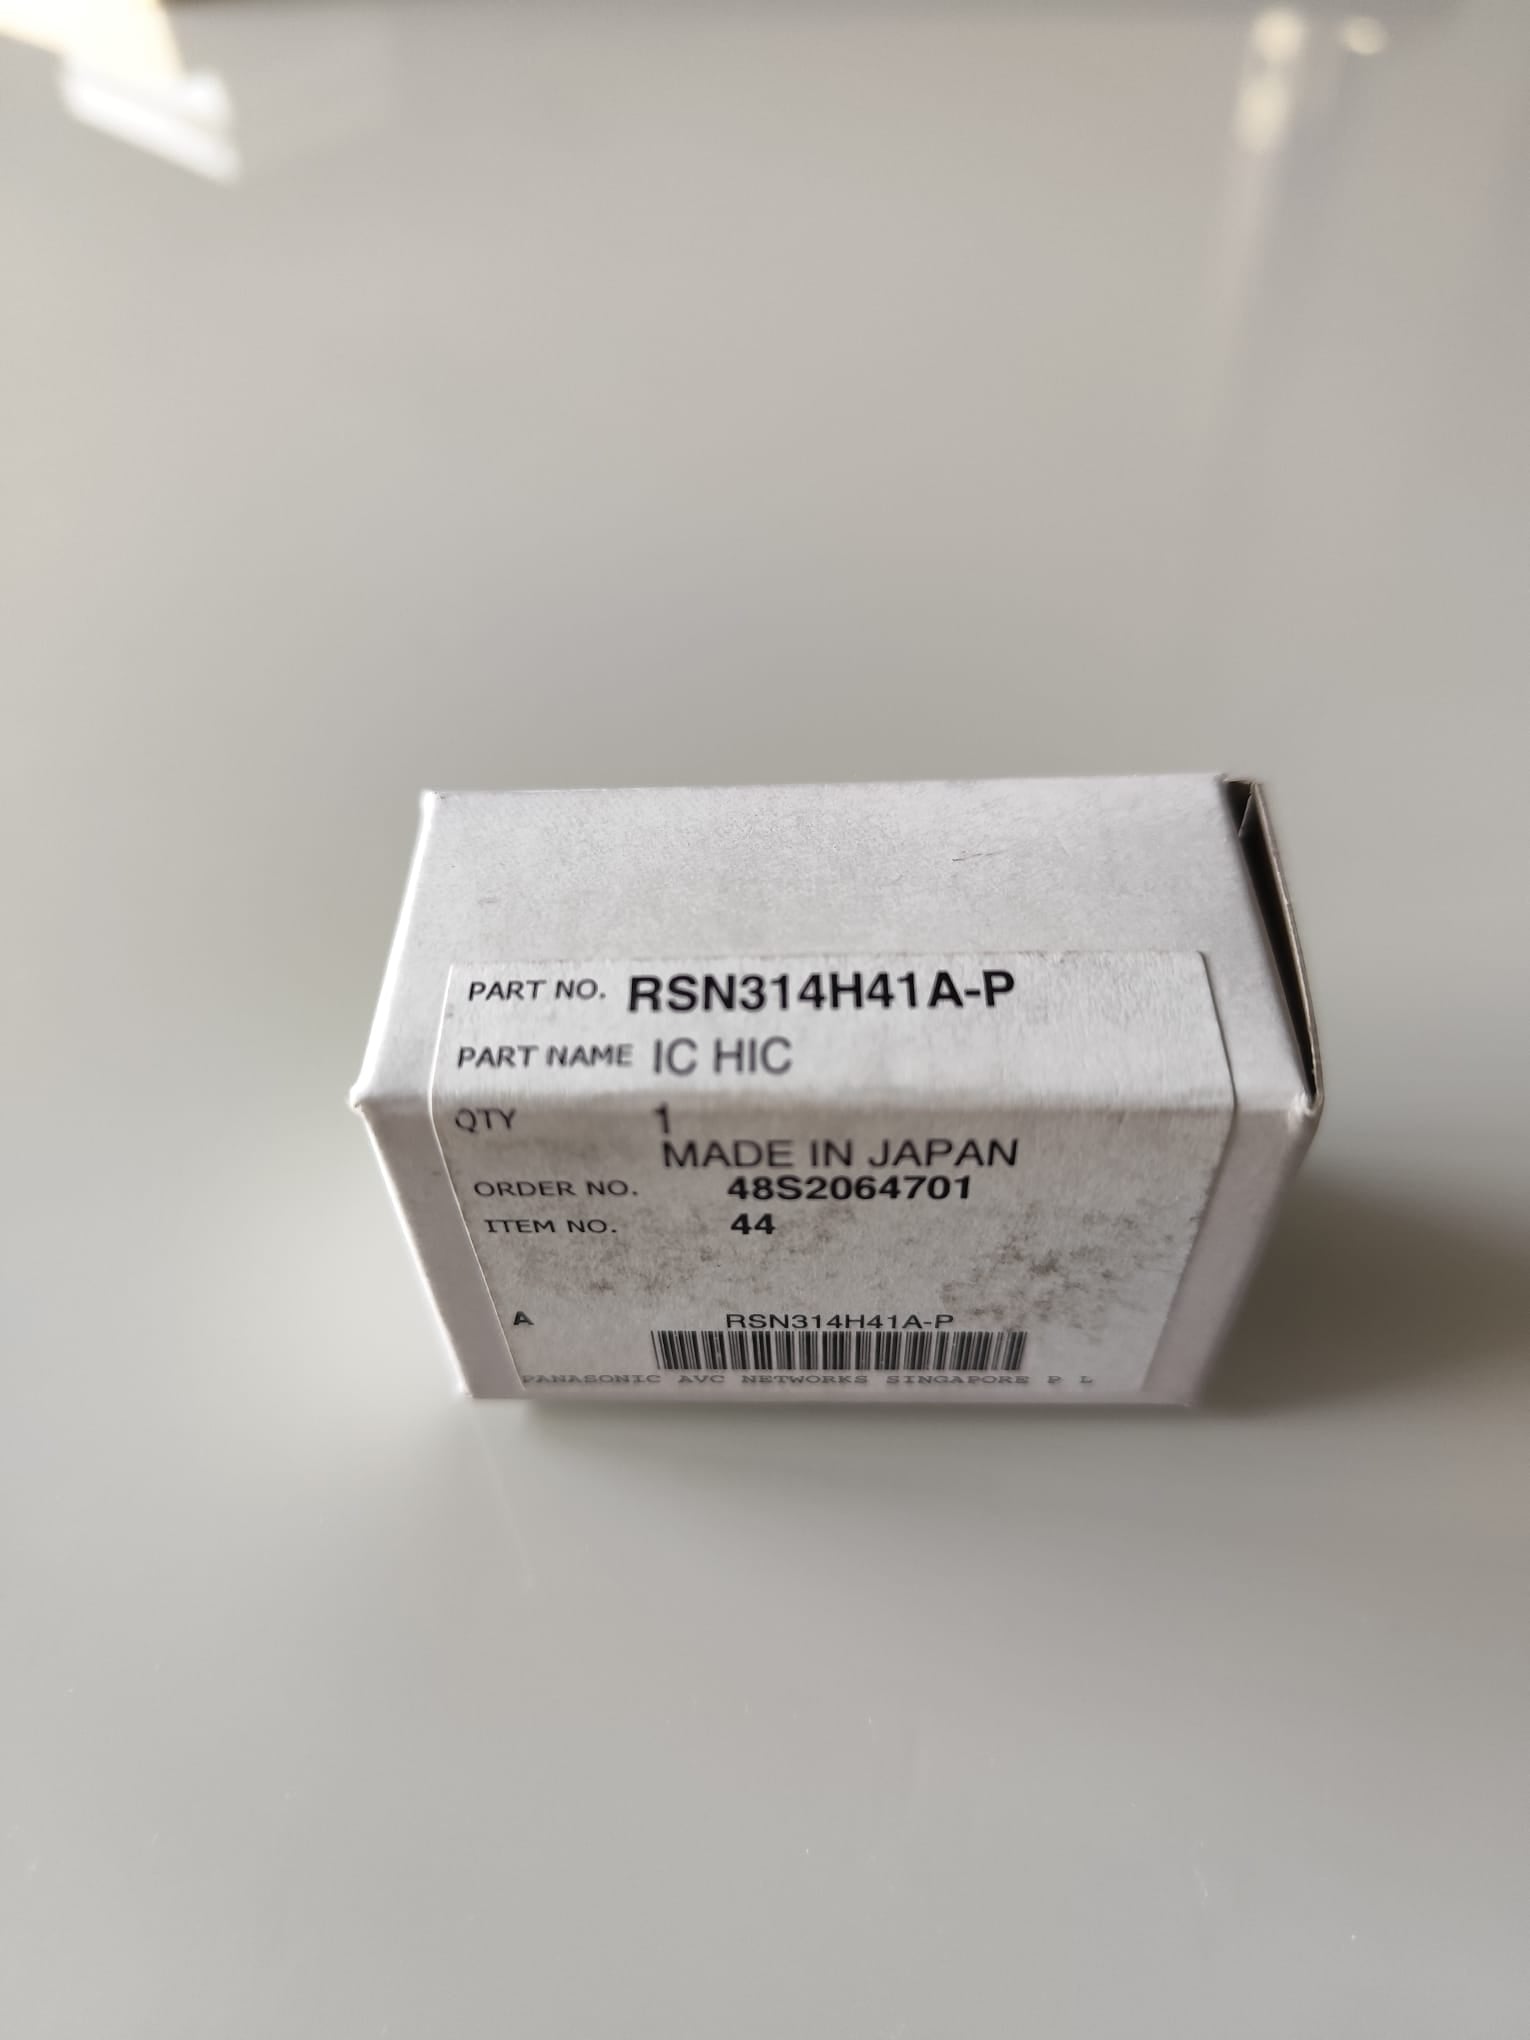 PART NO. RSN314H41A-P
PART NAME IC HIC
QTY 1
MADE IN JAPAN
ORDER NO. 48S2064701
ITEM NO. 44
A RSN314H41A-P
PANASONIC AVC NETWORKS SINGAPORE P L